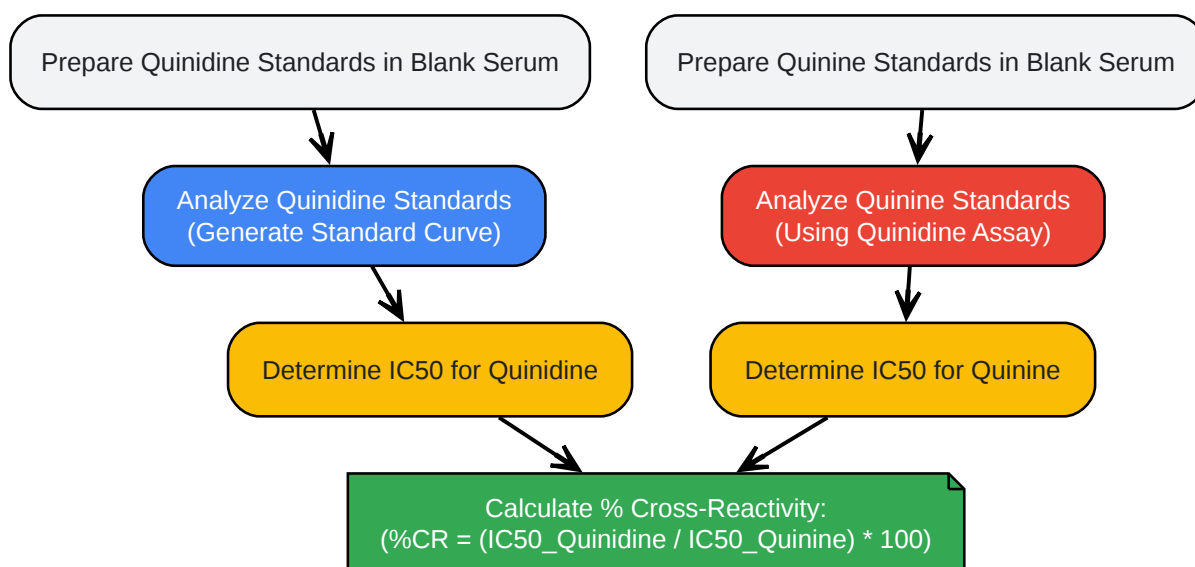 Prepare Quinidine Standards in Blank Serum
Prepare Quinine Standards in Blank Serum
Analyze Quinidine Standards
(Generate Standard Curve)
Analyze Quinine Standards
(Using Quinidine Assay)
Determine IC50 for Quinidine
Determine IC50 for Quinine
Calculate % Cross-Reactivity:
(%CR = (IC50_Quinidine / IC50_Quinine) * 100)